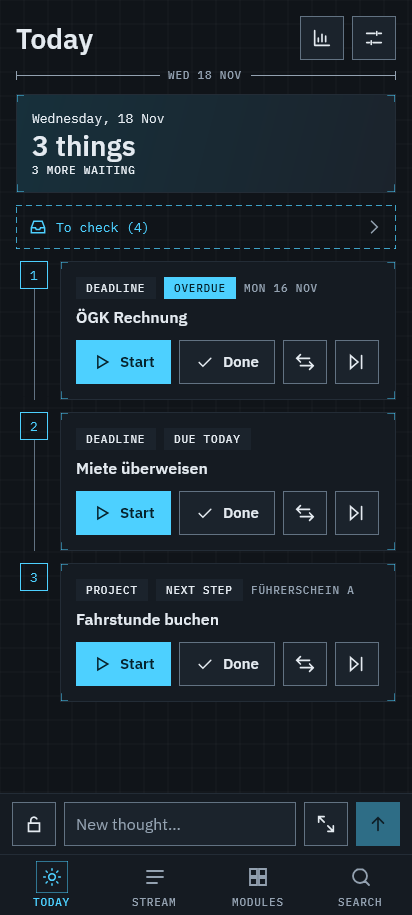 Today
WED 18 NOV
Wednesday, 18 Nov
3 things
3 MORE WAITING
To check (4)
1
DEADLINE OVERDUE MON 16 NOV
ÖGK Rechnung
Start Done
2
DEADLINE DUE TODAY
Miete überweisen
Start Done
3
PROJECT NEXT STEP FÜHRERSCHEIN A
Fahrstunde buchen
Start Done
New thought...
TODAY STREAM MODULES SEARCH